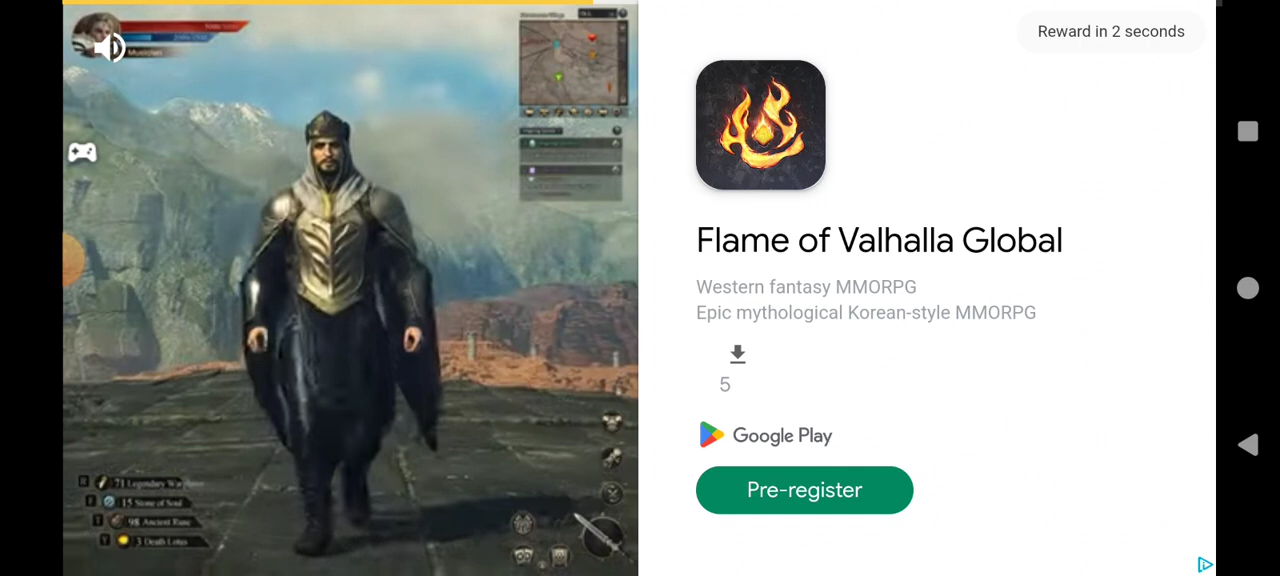 Musician
71 Legendary
15 Stone of Soul
98 Ancient Rune
3 Death Lotus
Reward in 2 seconds
Flame of Valhalla Global
Western fantasy MMORPG
Epic mythological Korean-style MMORPG
5
Google Play
Pre-register